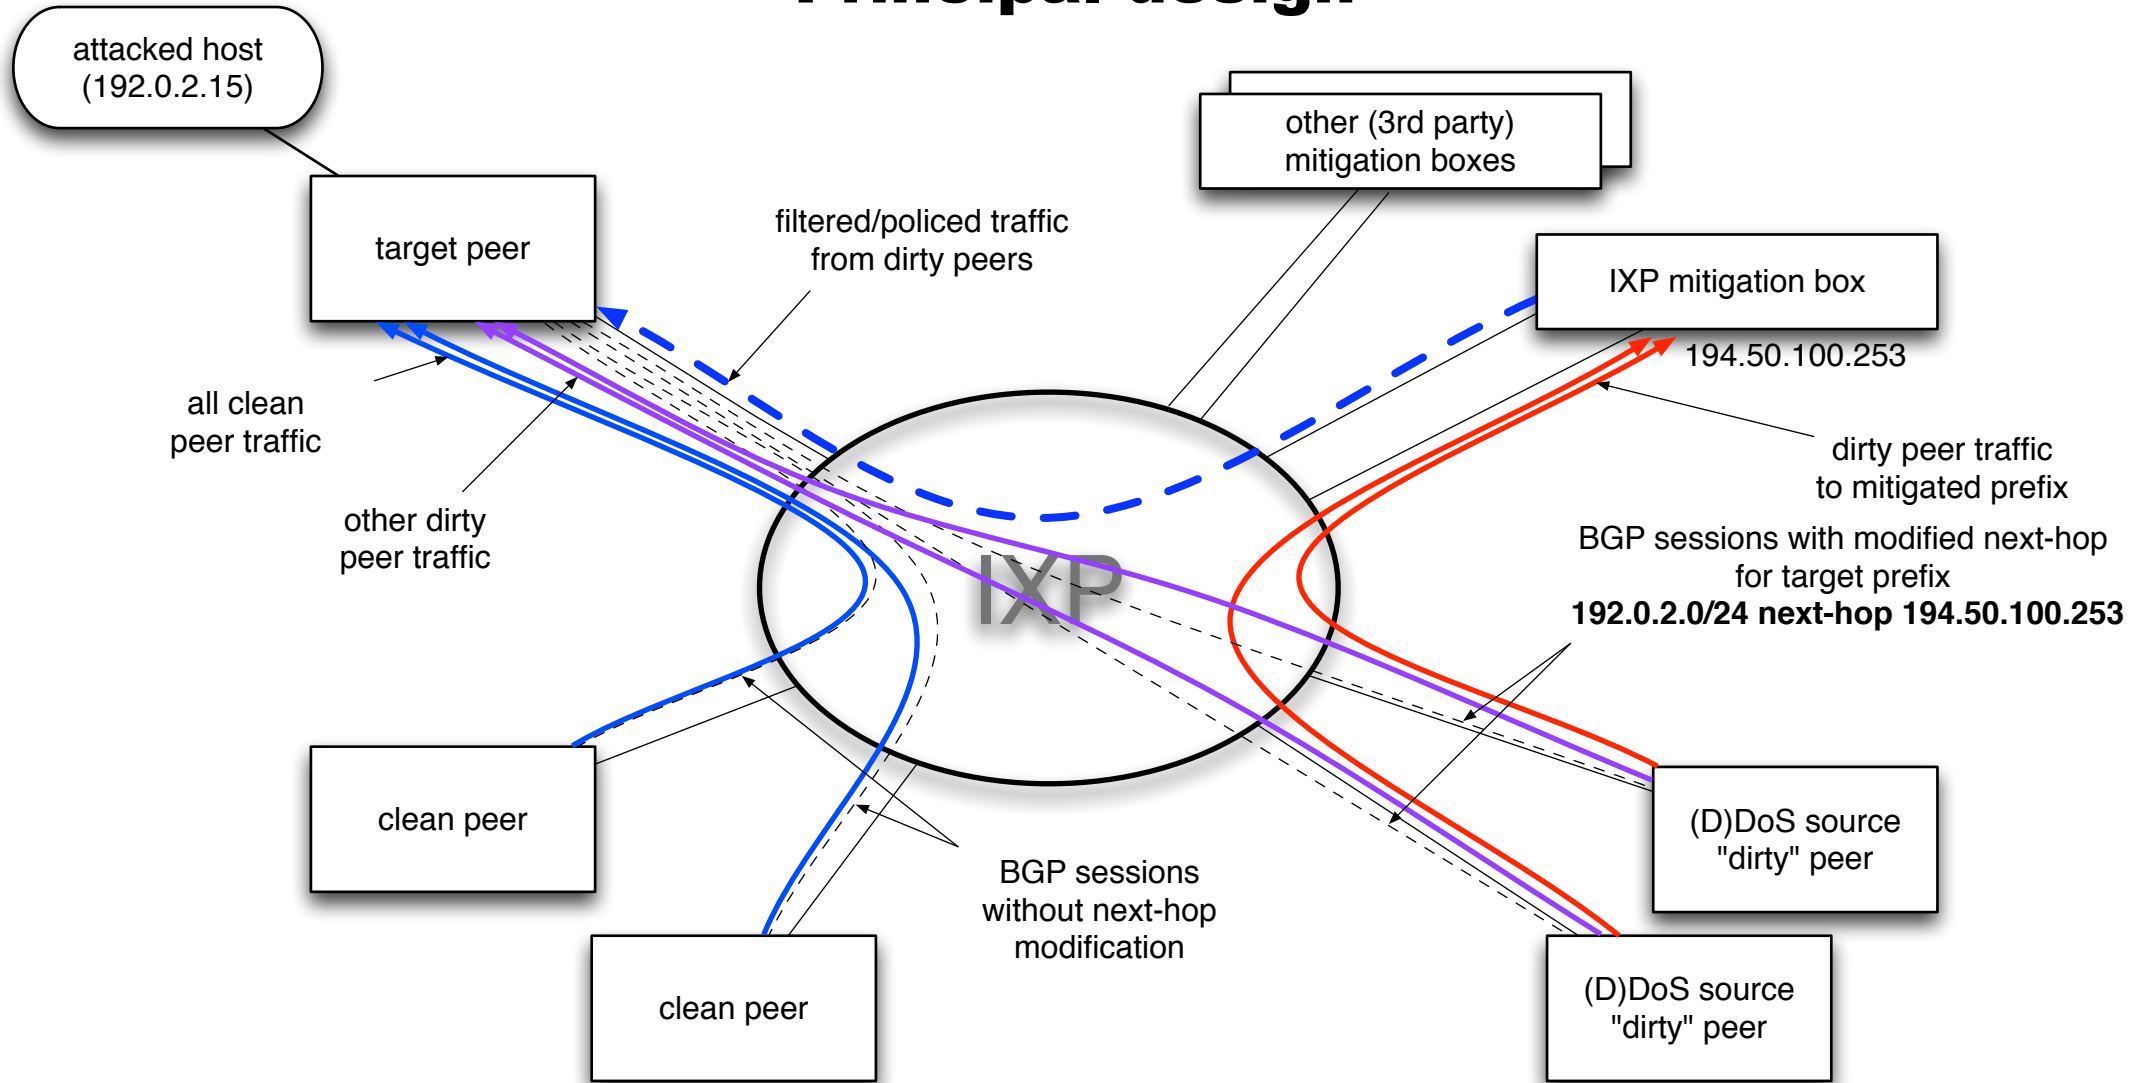 Principal design
attacked host
(192.0.2.15)
other (3rd party)
mitigation boxes
target peer
filtered/policed traffic
from dirty peers
IXP mitigation box
194.50.100.253
all clean
peer traffic
dirty peer traffic
to mitigated prefix
other dirty
peer traffic
BGP sessions with modified next-hop
for target prefix
192.0.2.0/24 next-hop 194.50.100.253
IXP
clean peer
(D)DoS source
"dirty" peer
BGP sessions
without next-hop
modification
clean peer
(D)DoS source
"dirty" peer